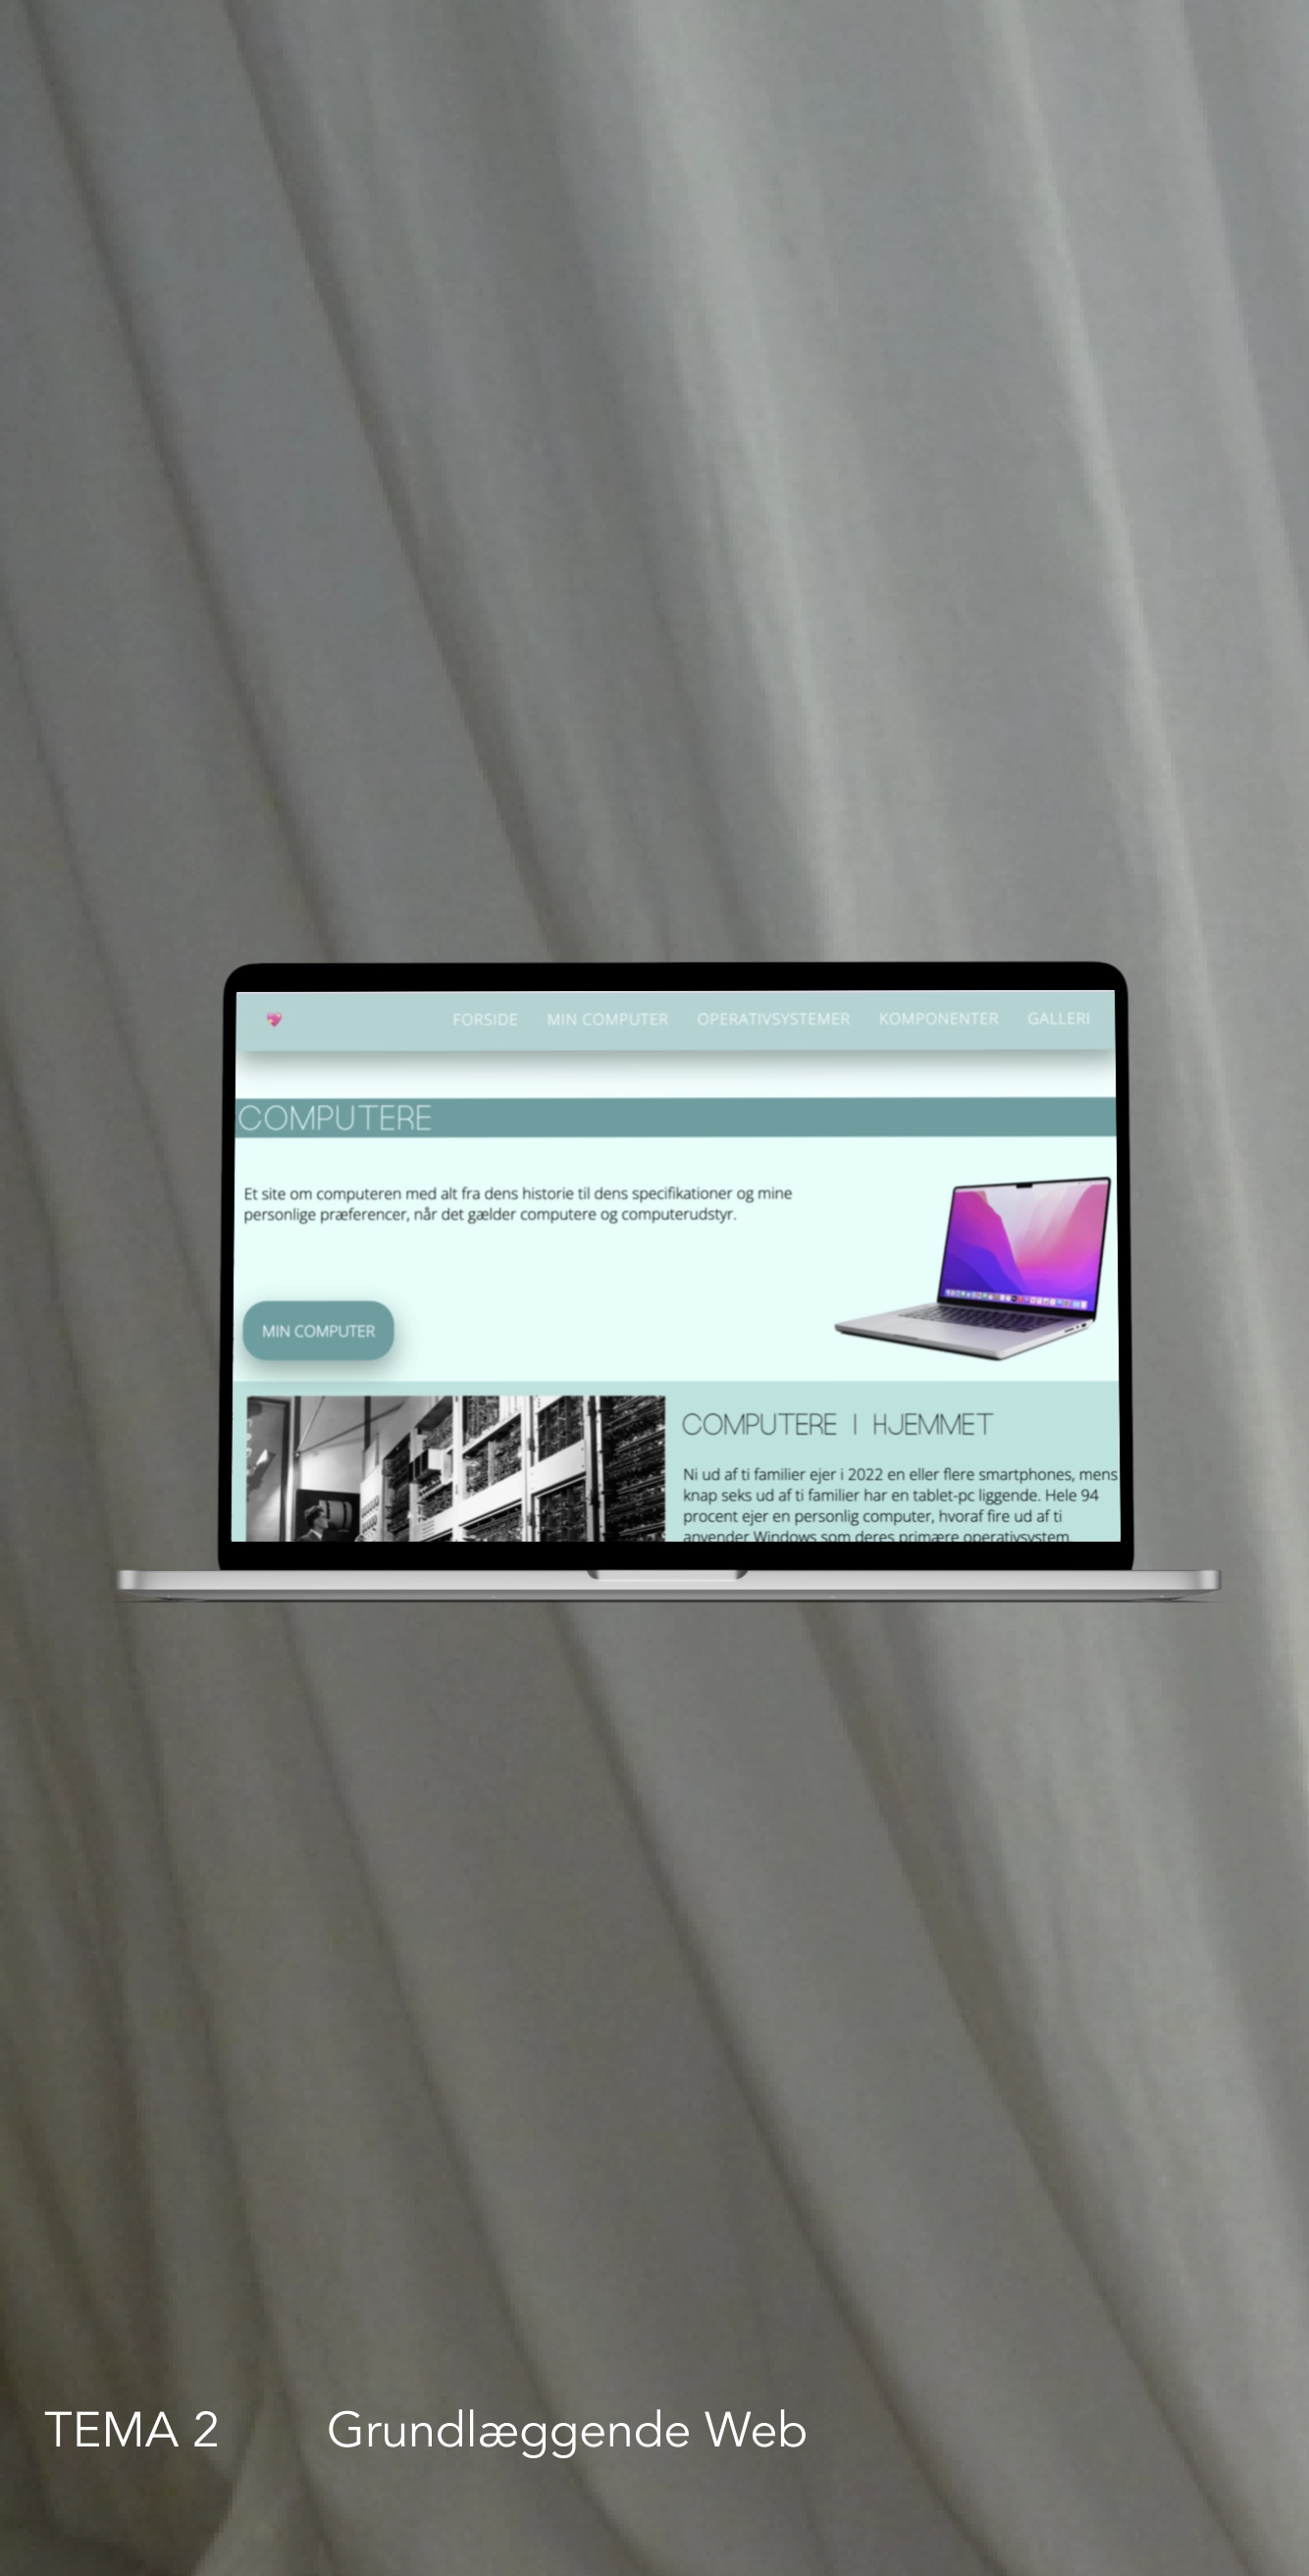 FORSIDE MIN COMPUTER OPERATIVSYSTEMER KOMPONENTER GALLERI
COMPUTERE
Et site om computeren med alt fra dens historie til dens specifikationer og mine
personlige præferencer, når det gælder computere og computerudstyr.
MIN COMPUTER
COMPUTERE I HJEMMET
Ni ud af ti familier ejer i 2022 en eller flere smartphones, mens
knap seks ud af ti familier har en tablet-pc liggende. Hele 94
procent ejer en personlig computer, hvoraf fire ud af ti
anvender Windows som deres primære operativsystem
TEMA 2 Grundlæggende Web